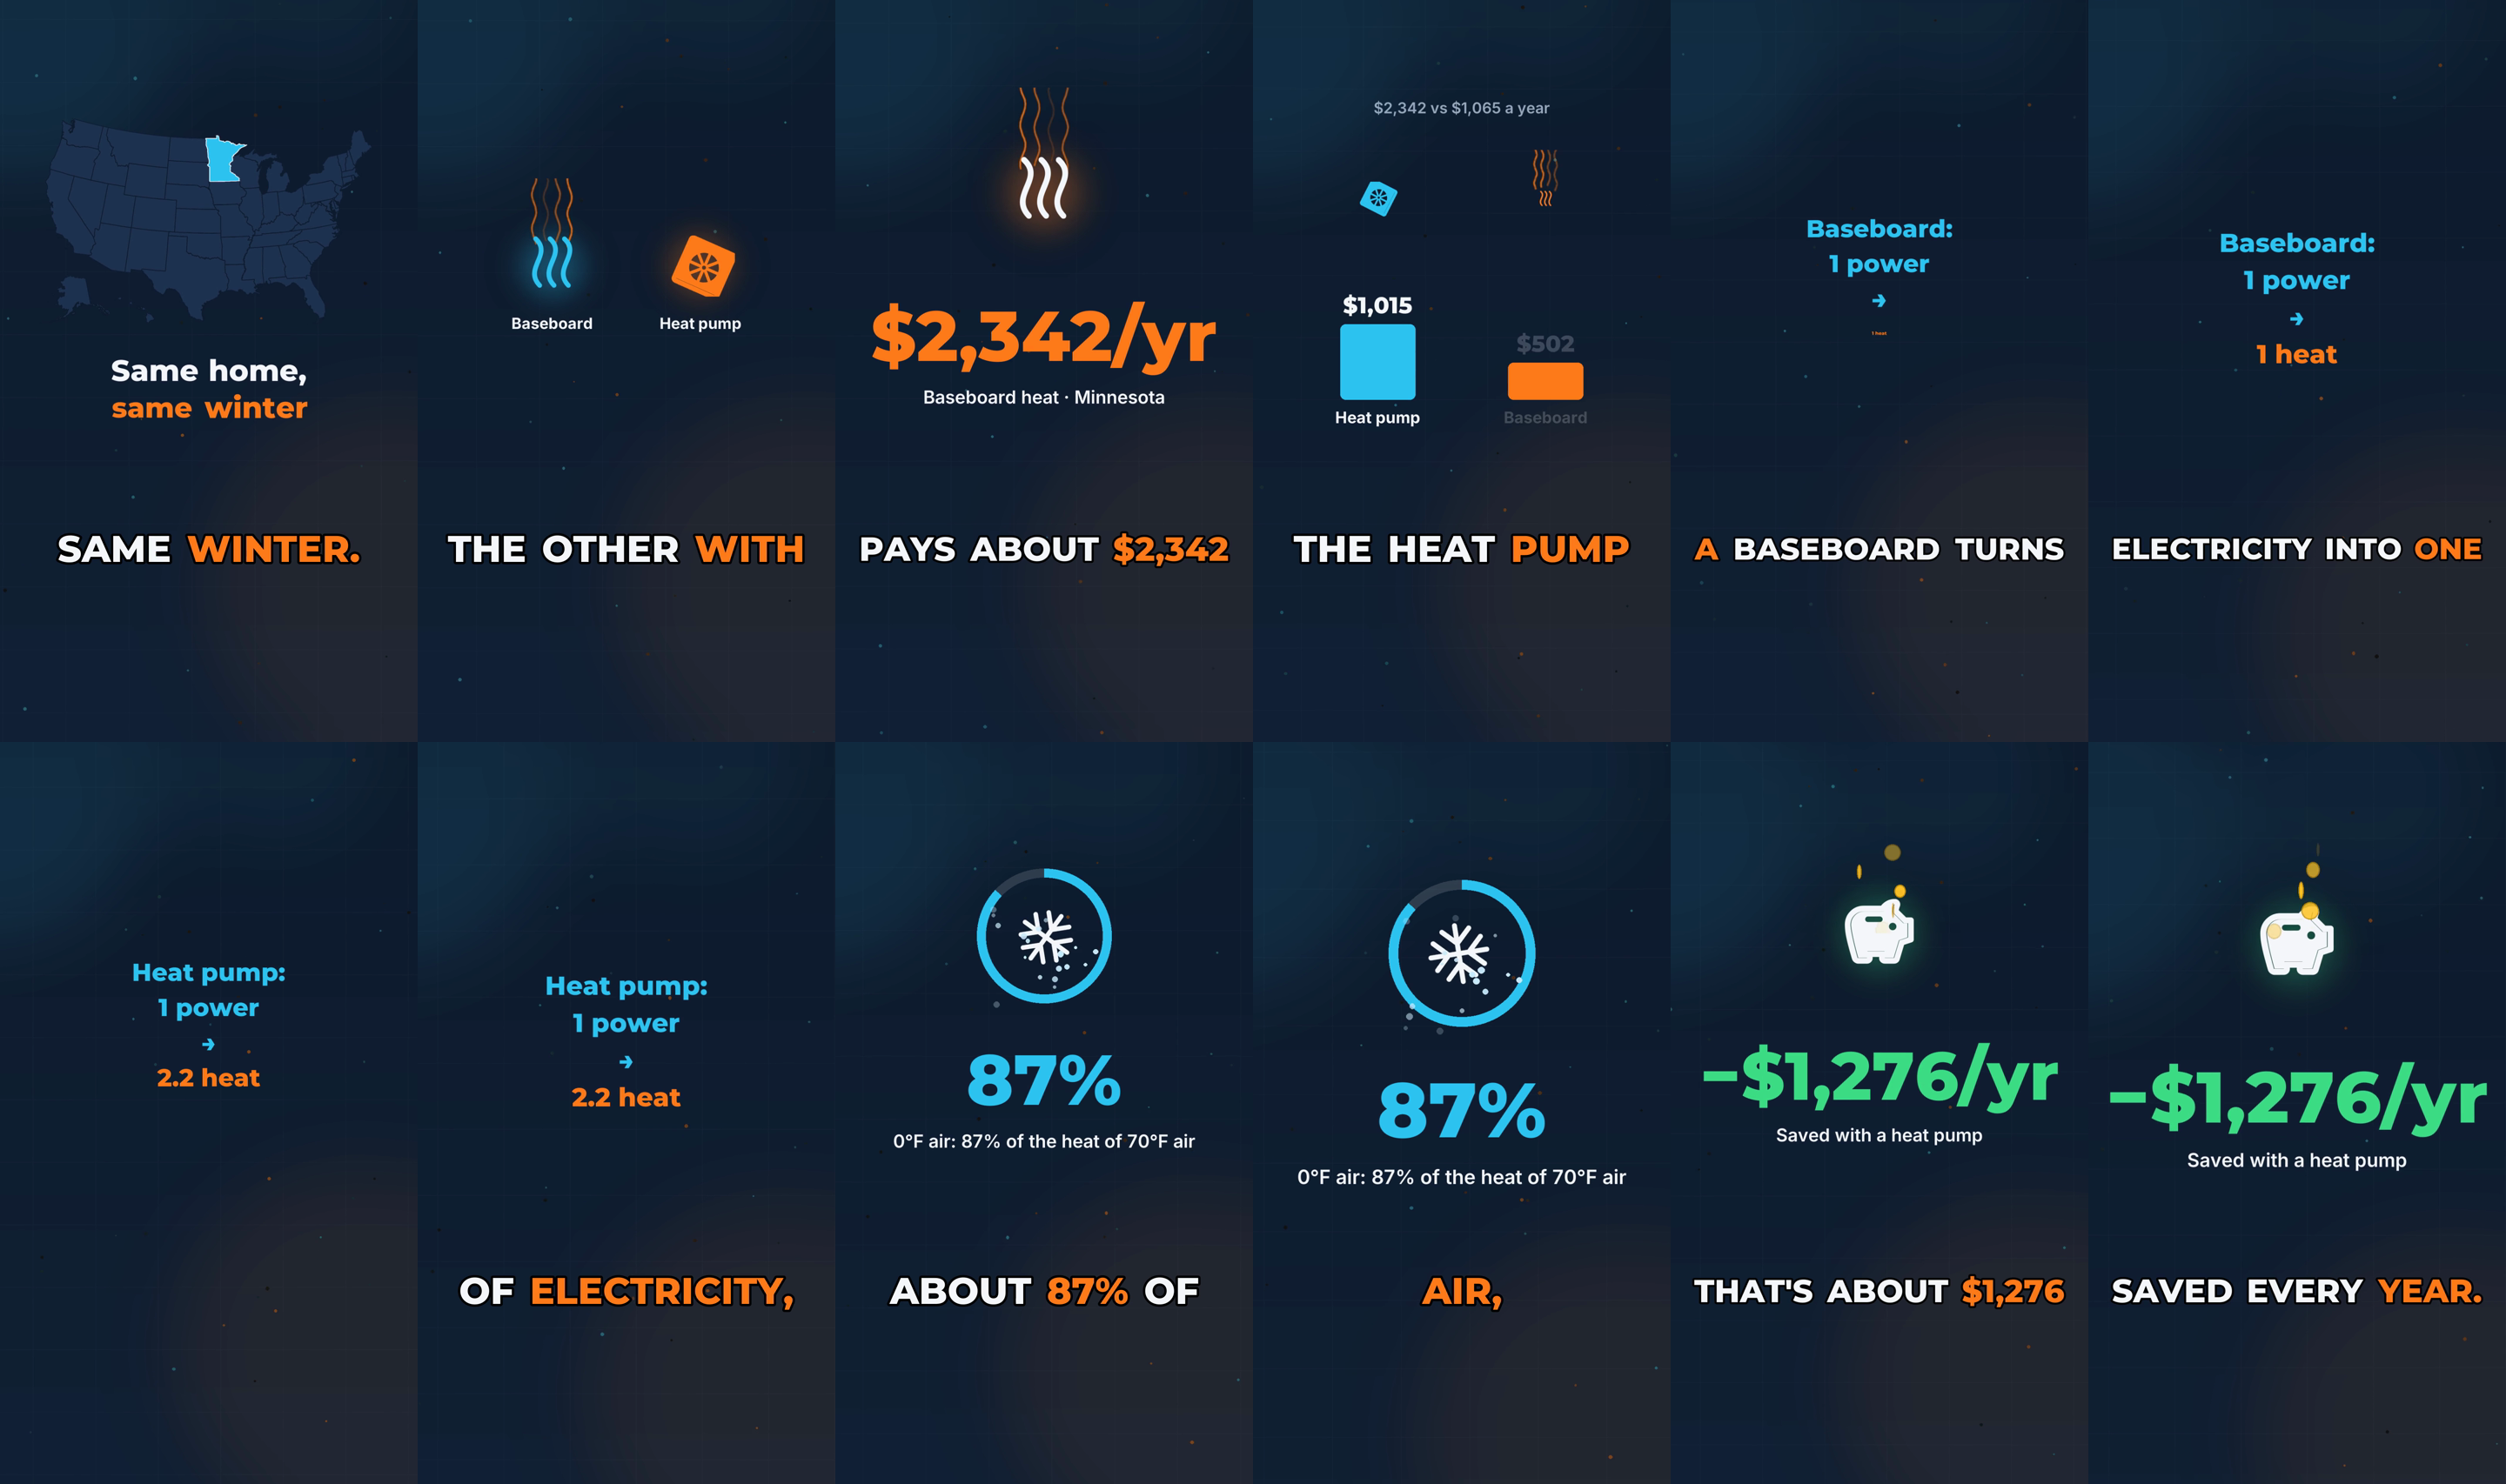 Same home,
same winter
SAME WINTER.
Baseboard
Heat pump
THE OTHER WITH
$2,342/yr
Baseboard heat · Minnesota
PAYS ABOUT $2,342
$2,342 vs $1,065 a year
$1,015
$502
Heat pump
Baseboard
THE HEAT PUMP
Baseboard:
1 power
→
1 heat
A BASEBOARD TURNS
Baseboard:
1 power
→
1 heat
ELECTRICITY INTO ONE
Heat pump:
1 power
→
2.2 heat
Heat pump:
1 power
→
2.2 heat
OF ELECTRICITY,
87%
0°F air: 87% of the heat of 70°F air
ABOUT 87% OF
87%
0°F air: 87% of the heat of 70°F air
AIR,
−$1,276/yr
Saved with a heat pump
THAT'S ABOUT $1,276
−$1,276/yr
Saved with a heat pump
SAVED EVERY YEAR.